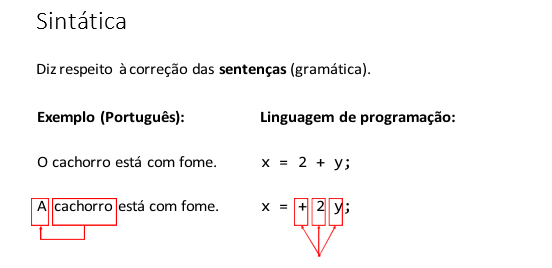 Sintática
Diz respeito à correção das sentenças (gramática).
Exemplo (Português): Linguagem de programação:
O cachorro está com fome. x = 2 + y;
A cachorro está com fome. x = + 2 y;